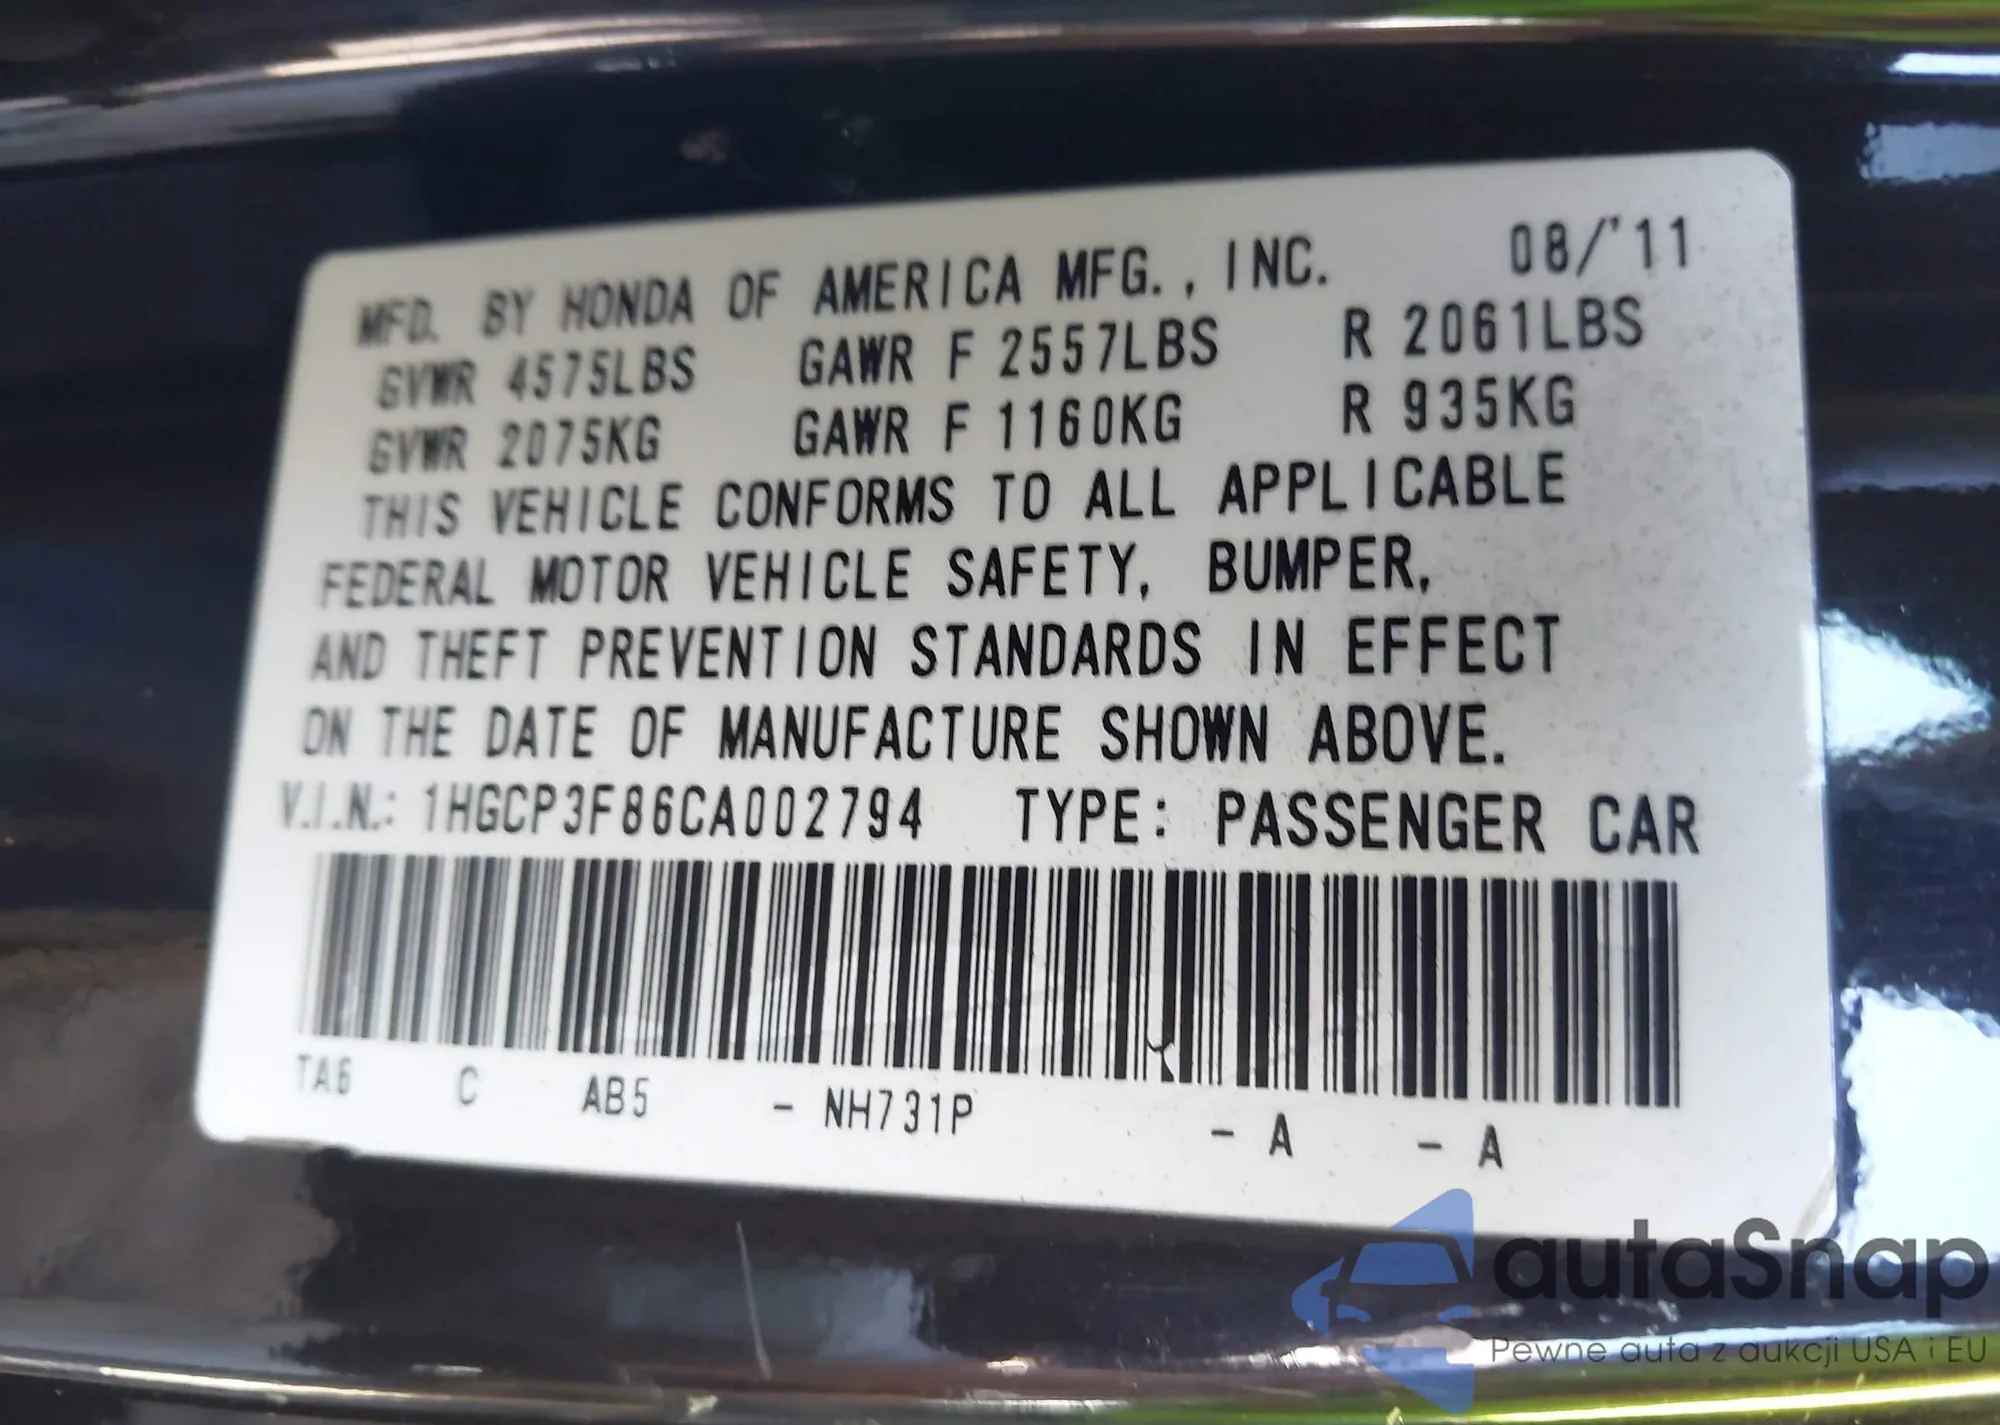 MFD. BY HONDA OF AMERICA MFG., INC. 08/'11
GVWR 4575LBS GAWR F 2557LBS R 2061LBS
GVWR 2075KG GAWR F 1160KG R 935KG
THIS VEHICLE CONFORMS TO ALL APPLICABLE
FEDERAL MOTOR VEHICLE SAFETY, BUMPER,
AND THEFT PREVENTION STANDARDS IN EFFECT
ON THE DATE OF MANUFACTURE SHOWN ABOVE.
V.I.N.: 1HGCP3F86CA002794 TYPE: PASSENGER CAR
TA6 C AB5 - NH731P - A - A
autaSnap
Pewne auta z aukcji USA i EU